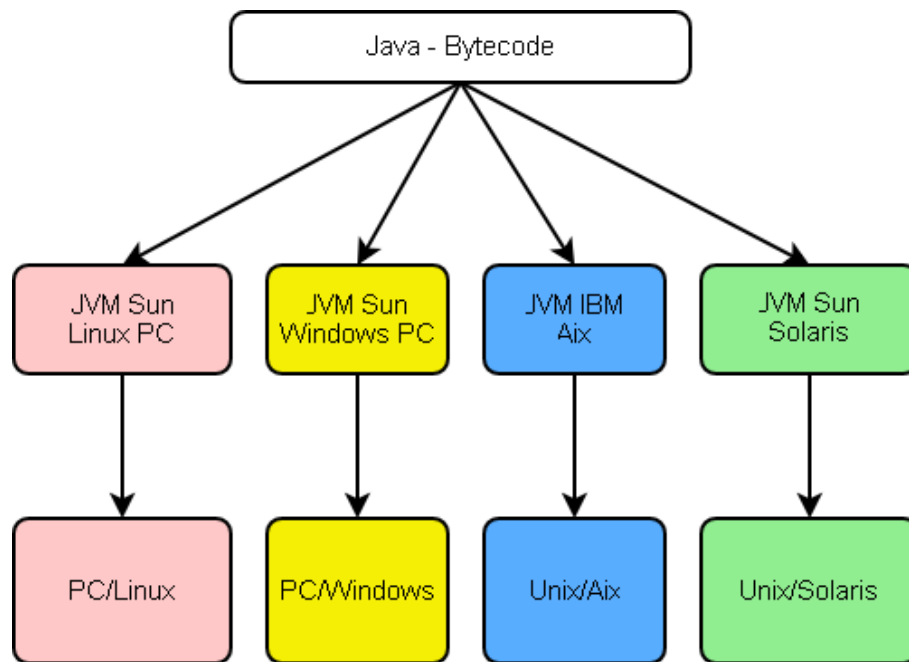 Java - Bytecode
JVM Sun
Linux PC
JVM Sun
Windows PC
JVM IBM
Aix
JVM Sun
Solaris
PC/Linux
PC/Windows
Unix/Aix
Unix/Solaris